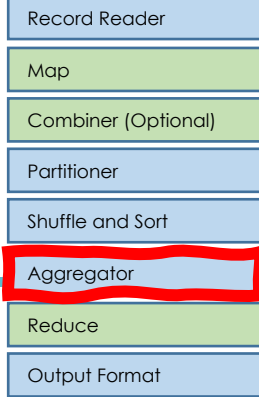 Record Reader
Map
Combiner (Optional)
Partitioner
Shuffle and Sort
Aggregator
Reduce
Output Format